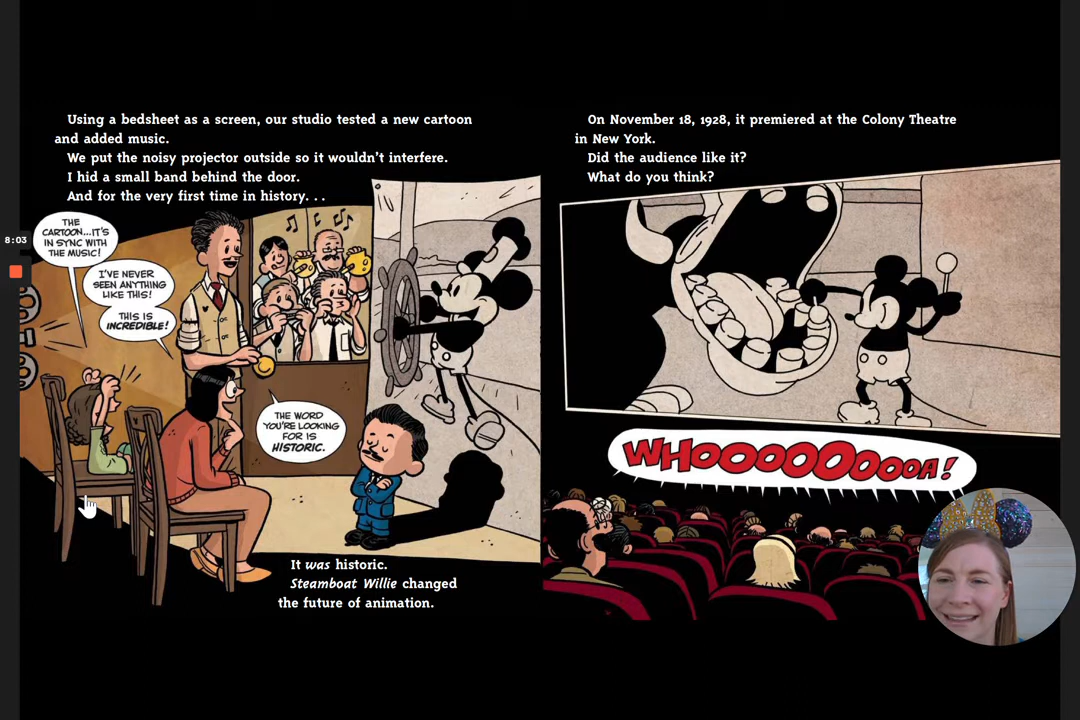 Using a bedsheet as a screen, our studio tested a new cartoon
and added music.
We put the noisy projector outside so it wouldn't interfere.
I hid a small band behind the door.
And for the very first time in history. . .
THE
CARTOON...IT'S
IN SYNC WITH
THE MUSIC!
I'VE NEVER
SEEN ANYTHING
LIKE THIS!
THIS IS
INCREDIBLE!
THE WORD
YOU'RE LOOKING
FOR IS
HISTORIC.
It was historic.
Steamboat Willie changed
the future of animation.
On November 18, 1928, it premiered at the Colony Theatre
in New York.
Did the audience like it?
What do you think?
WHOOOOOOOOOA!
8:03